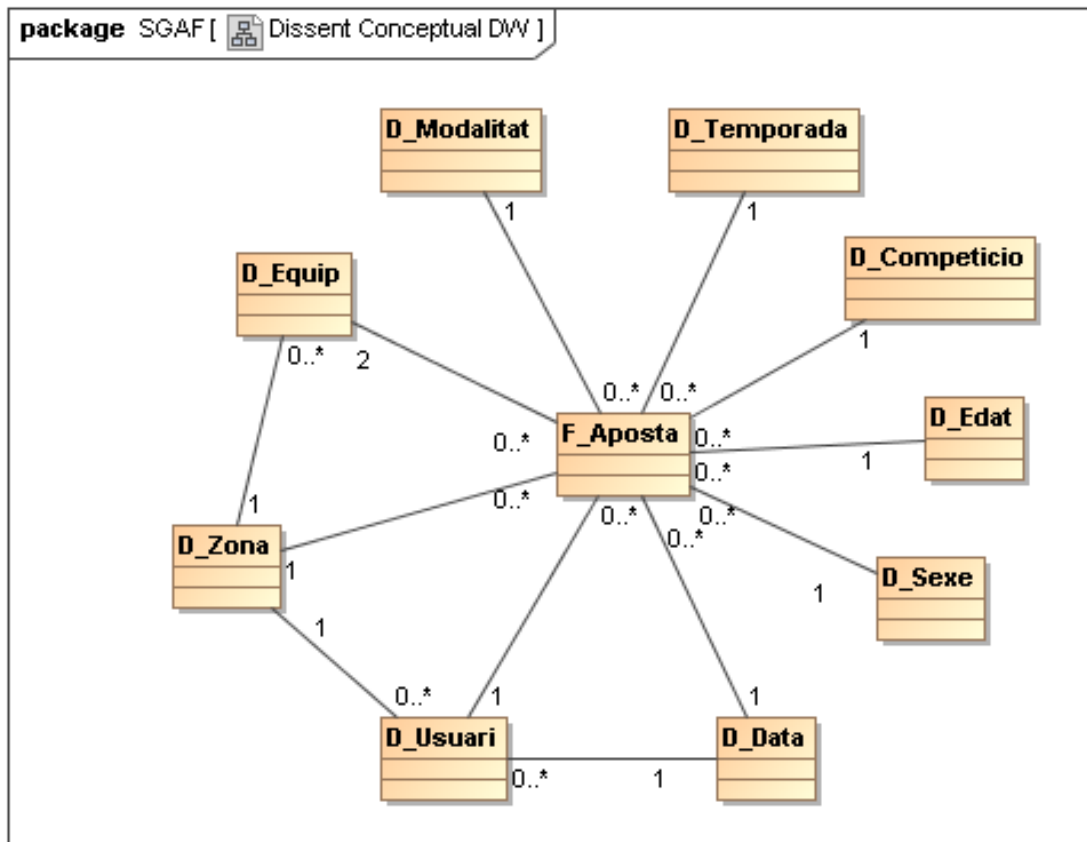 package SGAF [ Dissent Conceptual DW ]
D_Modalitat
D_Temporada
1
1
D_Competicio
D_Equip
0..*
2
1
0..*
0..*
D_Edat
F_Aposta
0..*
0..*
1
0..*
0..*
1
0..*
0..*
0..*
D_Zona
1
D_Sexe
1
1
0..*
1
1
D_Usuari
D_Data
0..*
1